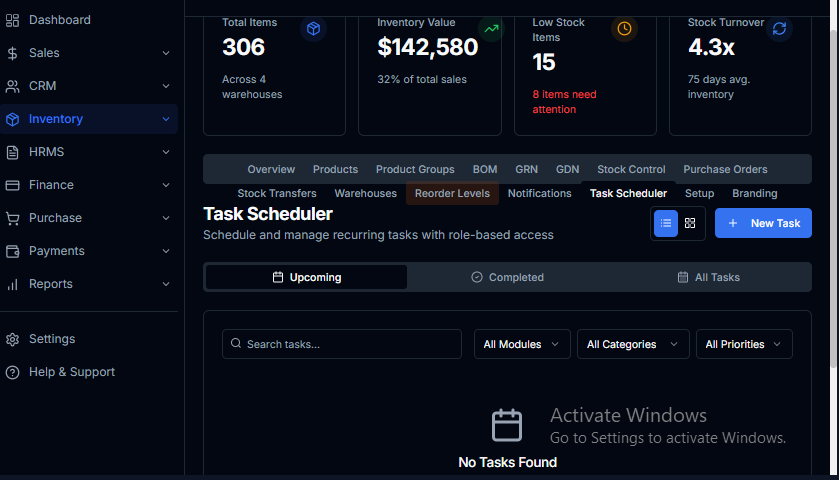 Dashboard
Sales
CRM
Inventory
HRMS
Finance
Purchase
Payments
Reports
Settings
Help & Support
Total Items
306
Across 4
warehouses
Inventory Value
$142,580
32% of total sales
Low Stock
Items
15
8 items need
attention
Stock Turnover
4.3x
75 days avg.
inventory
Overview Products Product Groups BOM GRN GDN Stock Control Purchase Orders
Stock Transfers Warehouses Reorder Levels Notifications Task Scheduler Setup Branding
Task Scheduler
Schedule and manage recurring tasks with role-based access
+ New Task
Upcoming Completed All Tasks
Search tasks... All Modules All Categories All Priorities
No Tasks Found
Activate Windows
Go to Settings to activate Windows.